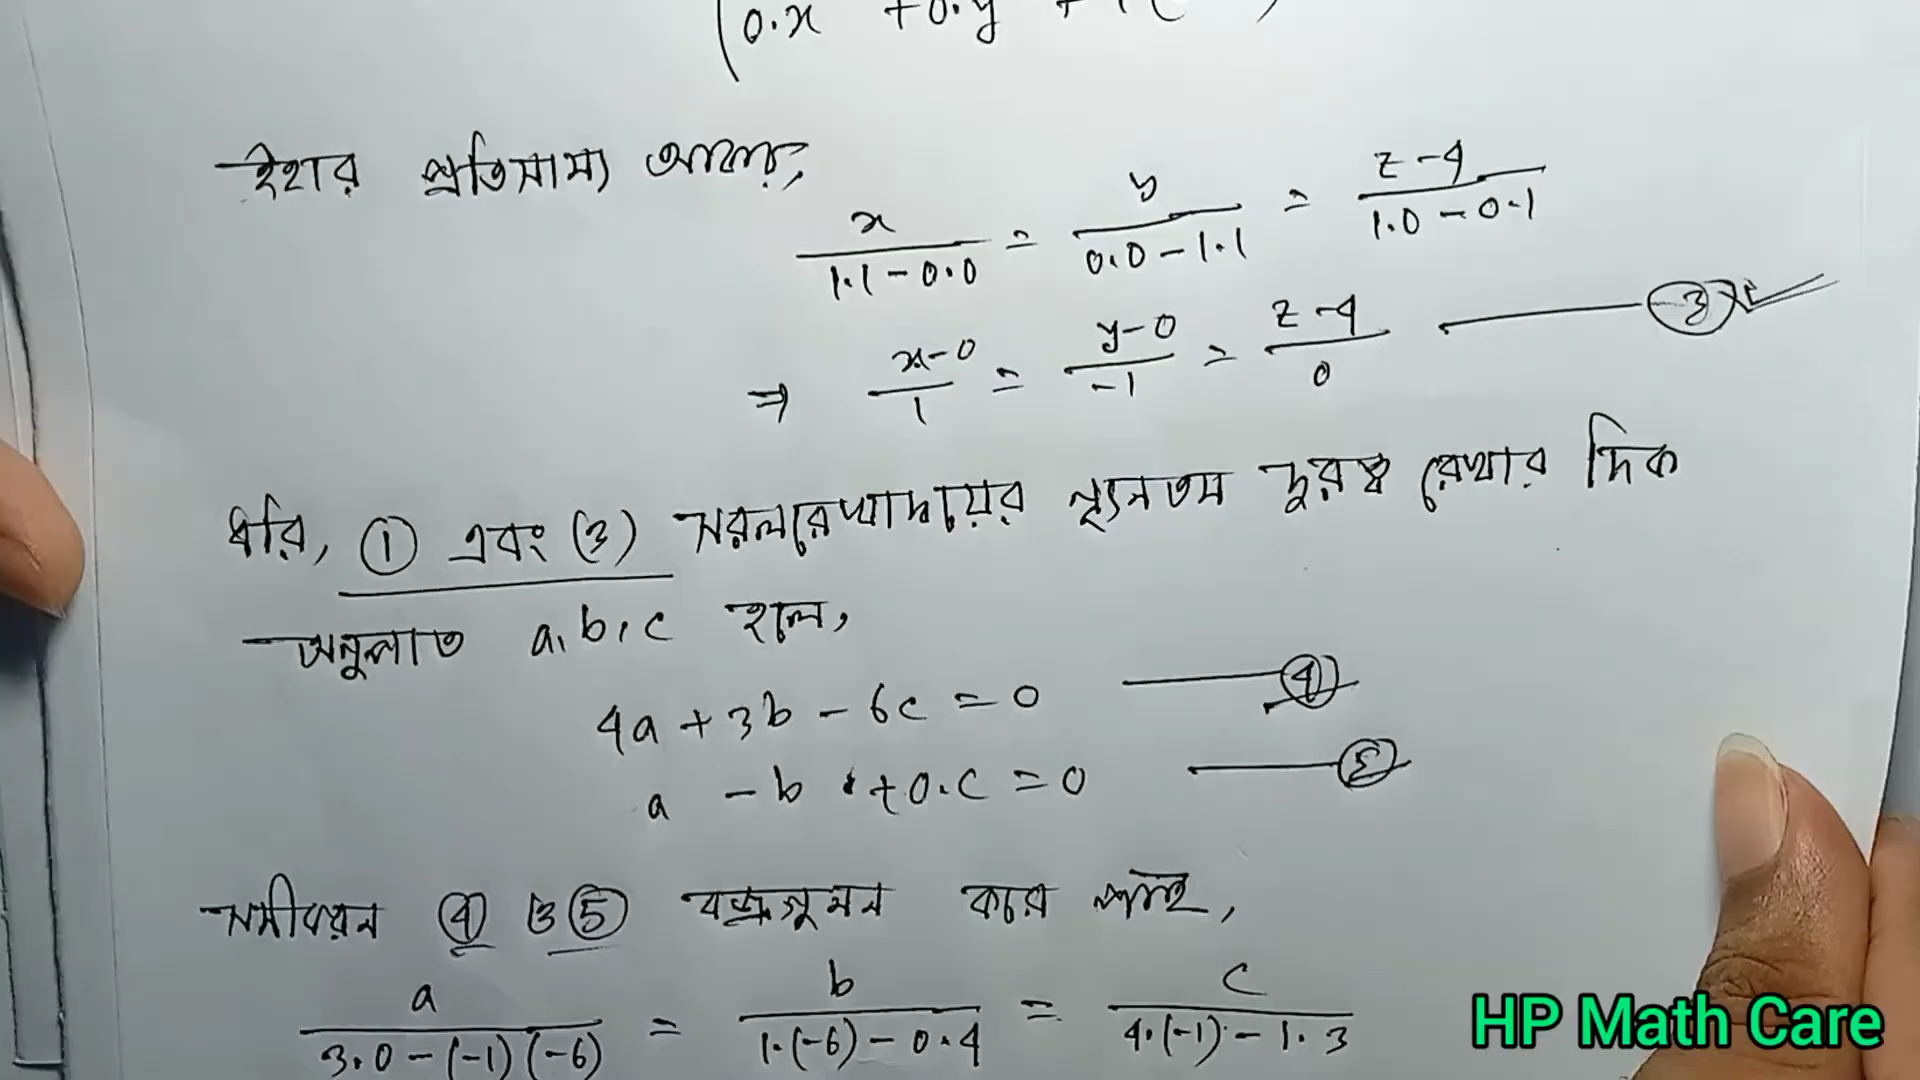 0.x + 0.y +
ইহার প্রতিসাম্য আকার,
x/(1.1 - 0.0) = y/(0.0 - 1.1) = (z - 4)/(1.0 - 0.1)
⇒ (x - 0)/1 = (y - 0)/-1 = (z - 4)/0 —— (3)
ধরি, (1) এবং (3) সরলরেখাদ্বয়ের ন্যূনতম দূরত্ব রেখার দিক
অনুপাত a, b, c হলে,
4a + 3b - 6c = 0 —— (4)
a - b + 0.c = 0 —— (5)
সমীকরন (4) ও (5) বজ্রগুনন করে পাই,
a/(3.0 - (-1)(-6)) = b/(1.(-6) - 0.4) = c/(4.(-1) - 1.3)
HP Math Care